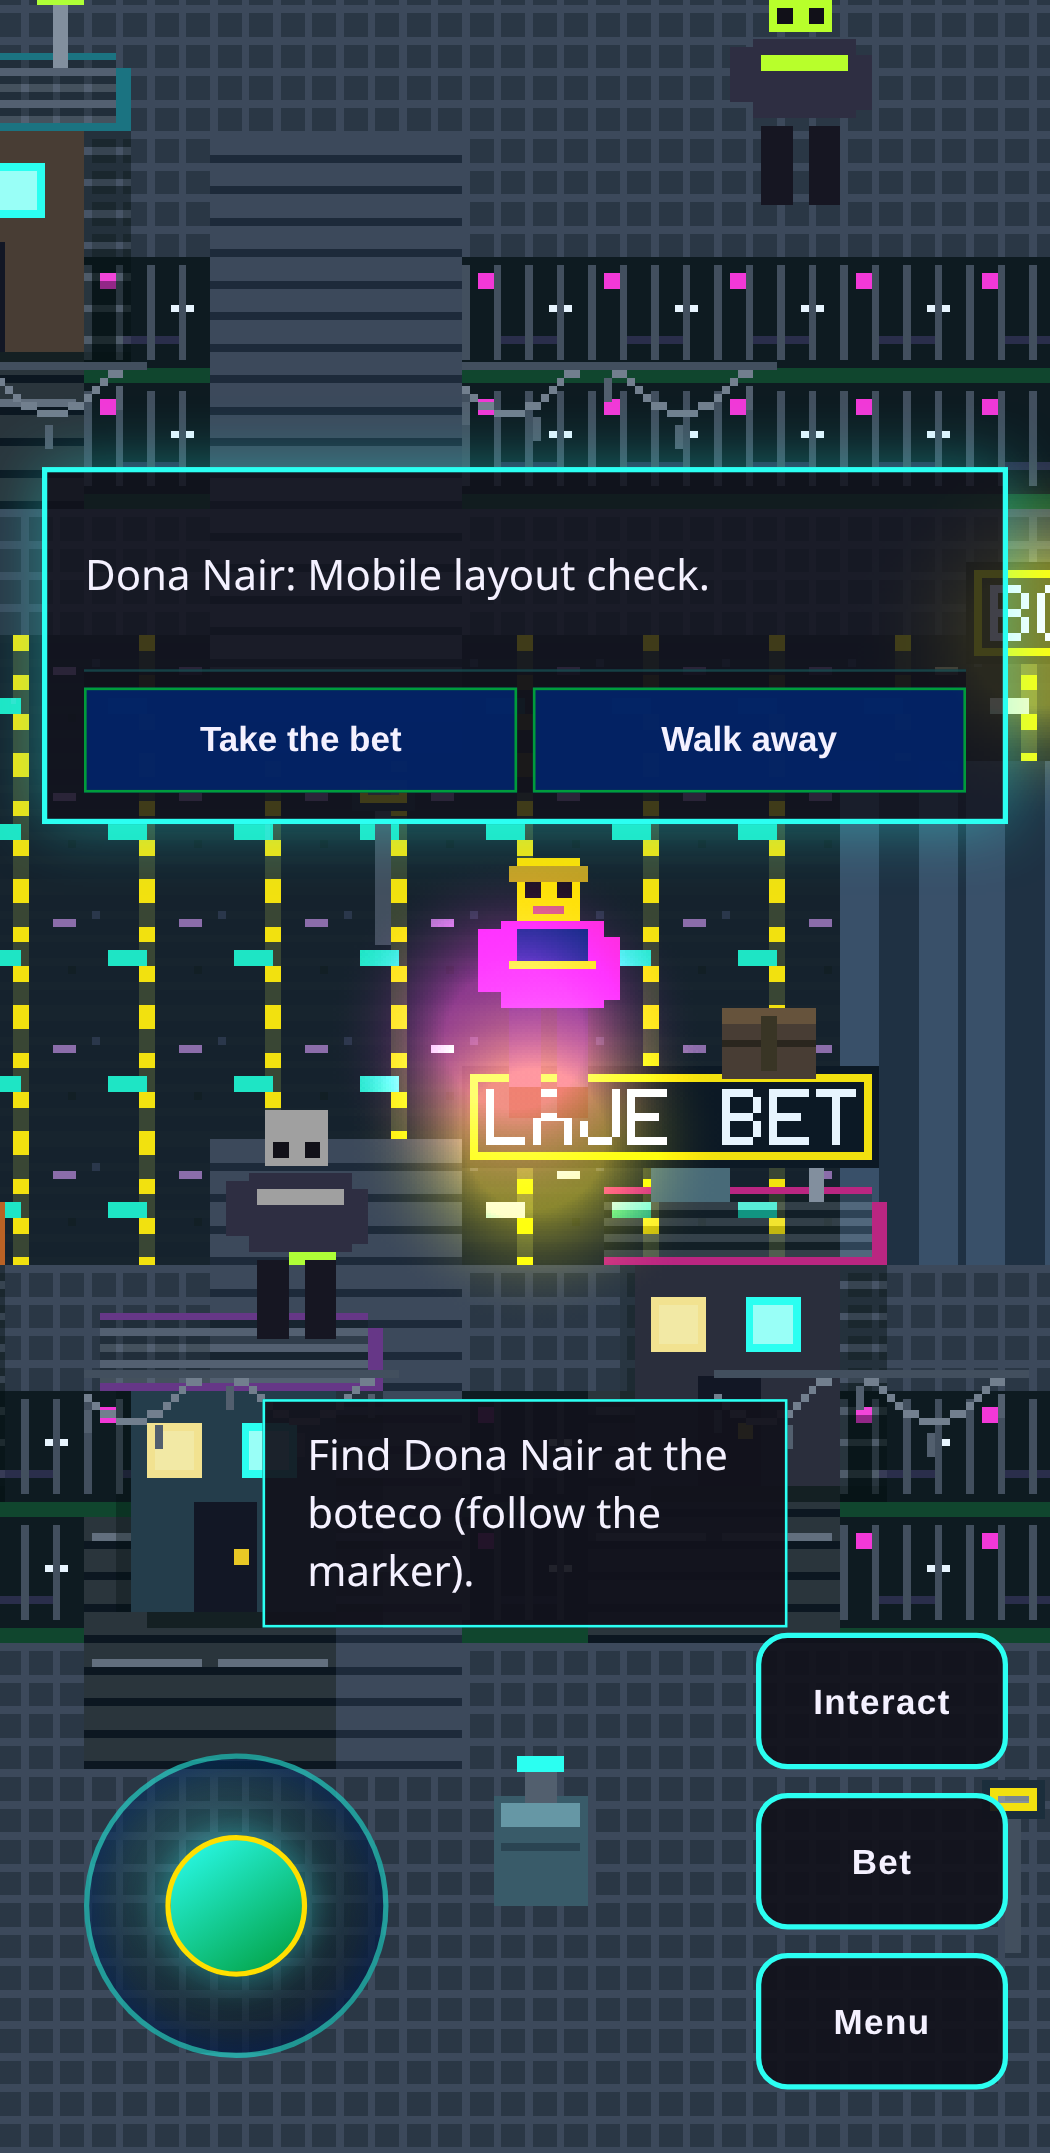 Dona Nair: Mobile layout check.
Take the bet
Walk away
LAJE BET
Find Dona Nair at the
boteco (follow the
marker).
Interact
Bet
Menu